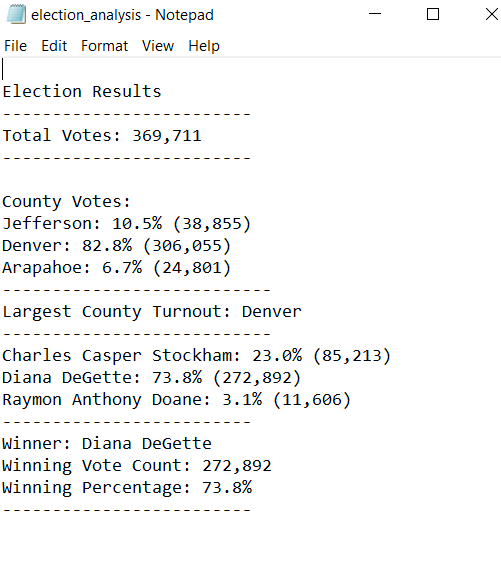 election_analysis - Notepad
File Edit Format View Help
Election Results
-------------------------
Total Votes: 369,711
-------------------------
County Votes:
Jefferson: 10.5% (38,855)
Denver: 82.8% (306,055)
Arapahoe: 6.7% (24,801)
---------------------------
Largest County Turnout: Denver
---------------------------
Charles Casper Stockham: 23.0% (85,213)
Diana DeGette: 73.8% (272,892)
Raymon Anthony Doane: 3.1% (11,606)
-------------------------
Winner: Diana DeGette
Winning Vote Count: 272,892
Winning Percentage: 73.8%
-------------------------